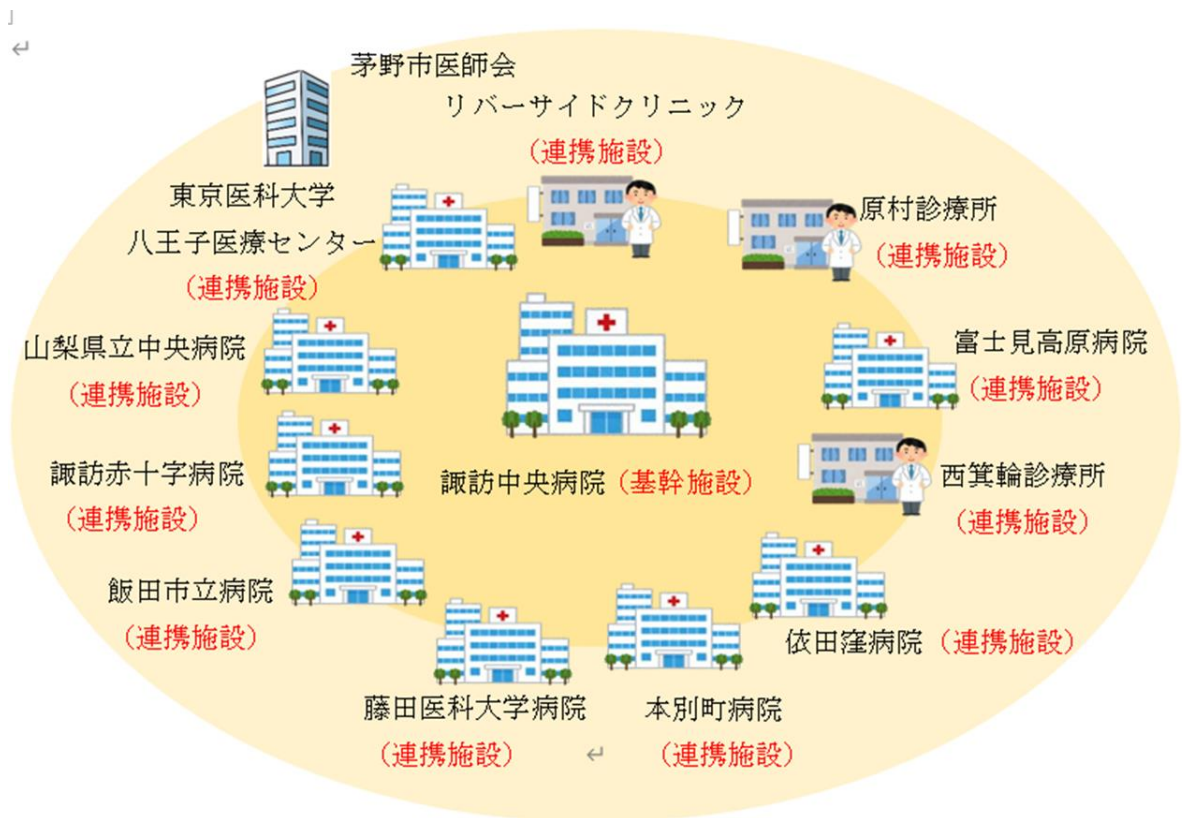 」
↵
茅野市医師会
リバーサイドクリニック
（連携施設）
東京医科大学
八王子医療センター
（連携施設）
原村診療所
（連携施設）
山梨県立中央病院
（連携施設）
富士見高原病院
（連携施設）
諏訪赤十字病院
（連携施設）
諏訪中央病院（基幹施設）
西箕輪診療所
（連携施設）
飯田市立病院
（連携施設）
依田窪病院（連携施設）
藤田医科大学病院
（連携施設）
↵
本別町病院
（連携施設）